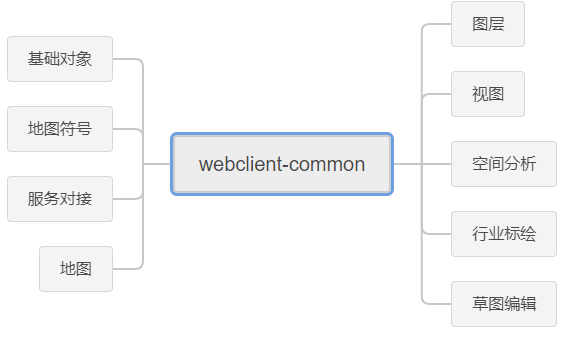 基础对象
地图符号
服务对接
地图
webclient-common
图层
视图
空间分析
行业标绘
草图编辑